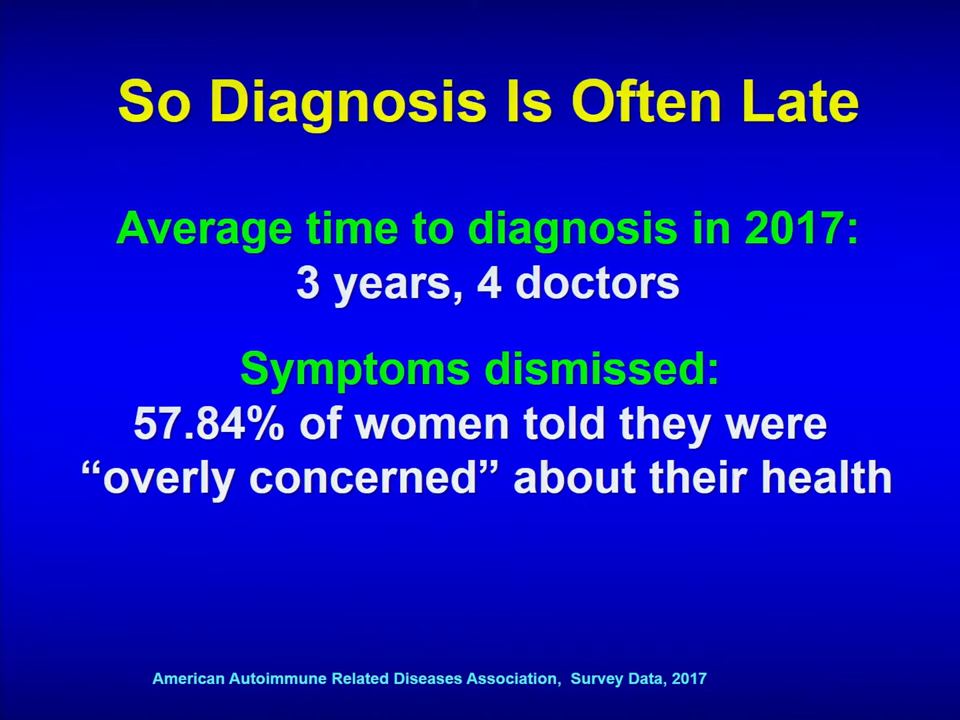 So Diagnosis Is Often Late
Average time to diagnosis in 2017:
3 years, 4 doctors
Symptoms dismissed:
57.84% of women told they were
“overly concerned” about their health
American Autoimmune Related Diseases Association, Survey Data, 2017